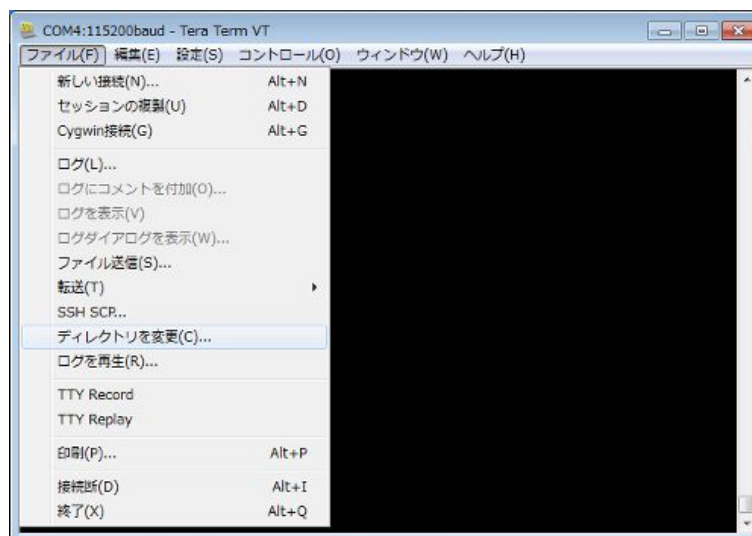 COM4:115200baud - Tera Term VT
ファイル(F) 編集(E) 設定(S) コントロール(O) ウィンドウ(W) ヘルプ(H)
新しい接続(N)... Alt+N
セッションの複製(U) Alt+D
Cygwin接続(G) Alt+G
ログ(L)...
ログにコメントを付加(O)...
ログを表示(V)
ログダイアログを表示(W)...
ファイル送信(S)...
転送(T)
SSH SCP...
ディレクトリを変更(C)...
ログを再生(R)...
TTY Record
TTY Replay
印刷(P)... Alt+P
接続断(D) Alt+I
終了(X) Alt+Q